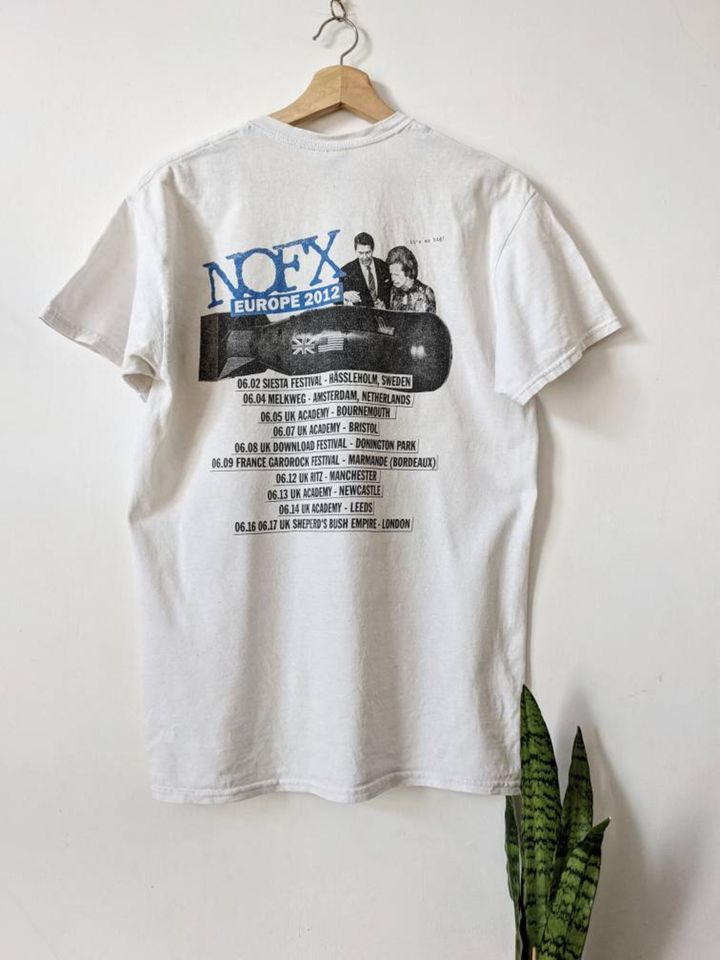 it's so big!
NOFX
EUROPE 2012
06.02 SIESTA FESTIVAL - HÄSSLEHOLM, SWEDEN
06.04 MELKWEG - AMSTERDAM, NETHERLANDS
06.05 UK ACADEMY - BOURNEMOUTH
06.07 UK ACADEMY - BRISTOL
06.08 UK DOWNLOAD FESTIVAL - DONINGTON PARK
06.09 FRANCE GAROROCK FESTIVAL - MARMANDE (BORDEAUX)
06.12 UK RITZ - MANCHESTER
06.13 UK ACADEMY - NEWCASTLE
06.14 UK ACADEMY - LEEDS
06.16 06.17 UK SHEPERD'S BUSH EMPIRE - LONDON